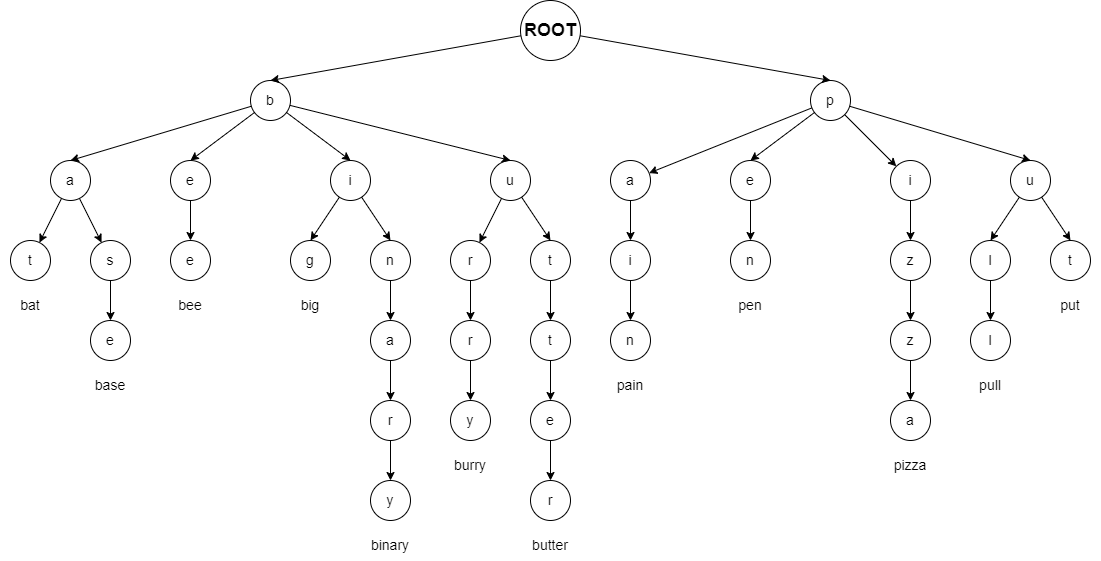 ROOT
b p
a e i u a e i u
t s e g n r t i n z l t
bat bee big pen put
e a r t n z l
base pain pull
r y e a
burry pizza
y r
binary butter